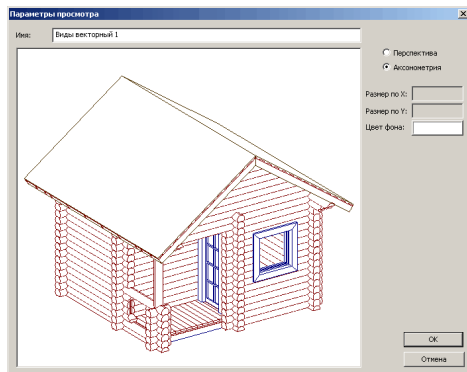 Параметры просмотра
Имя: Виды векторный 1
Перспектива
Аксонометрия
Размер по X:
Размер по Y:
Цвет фона:
OK
Отмена